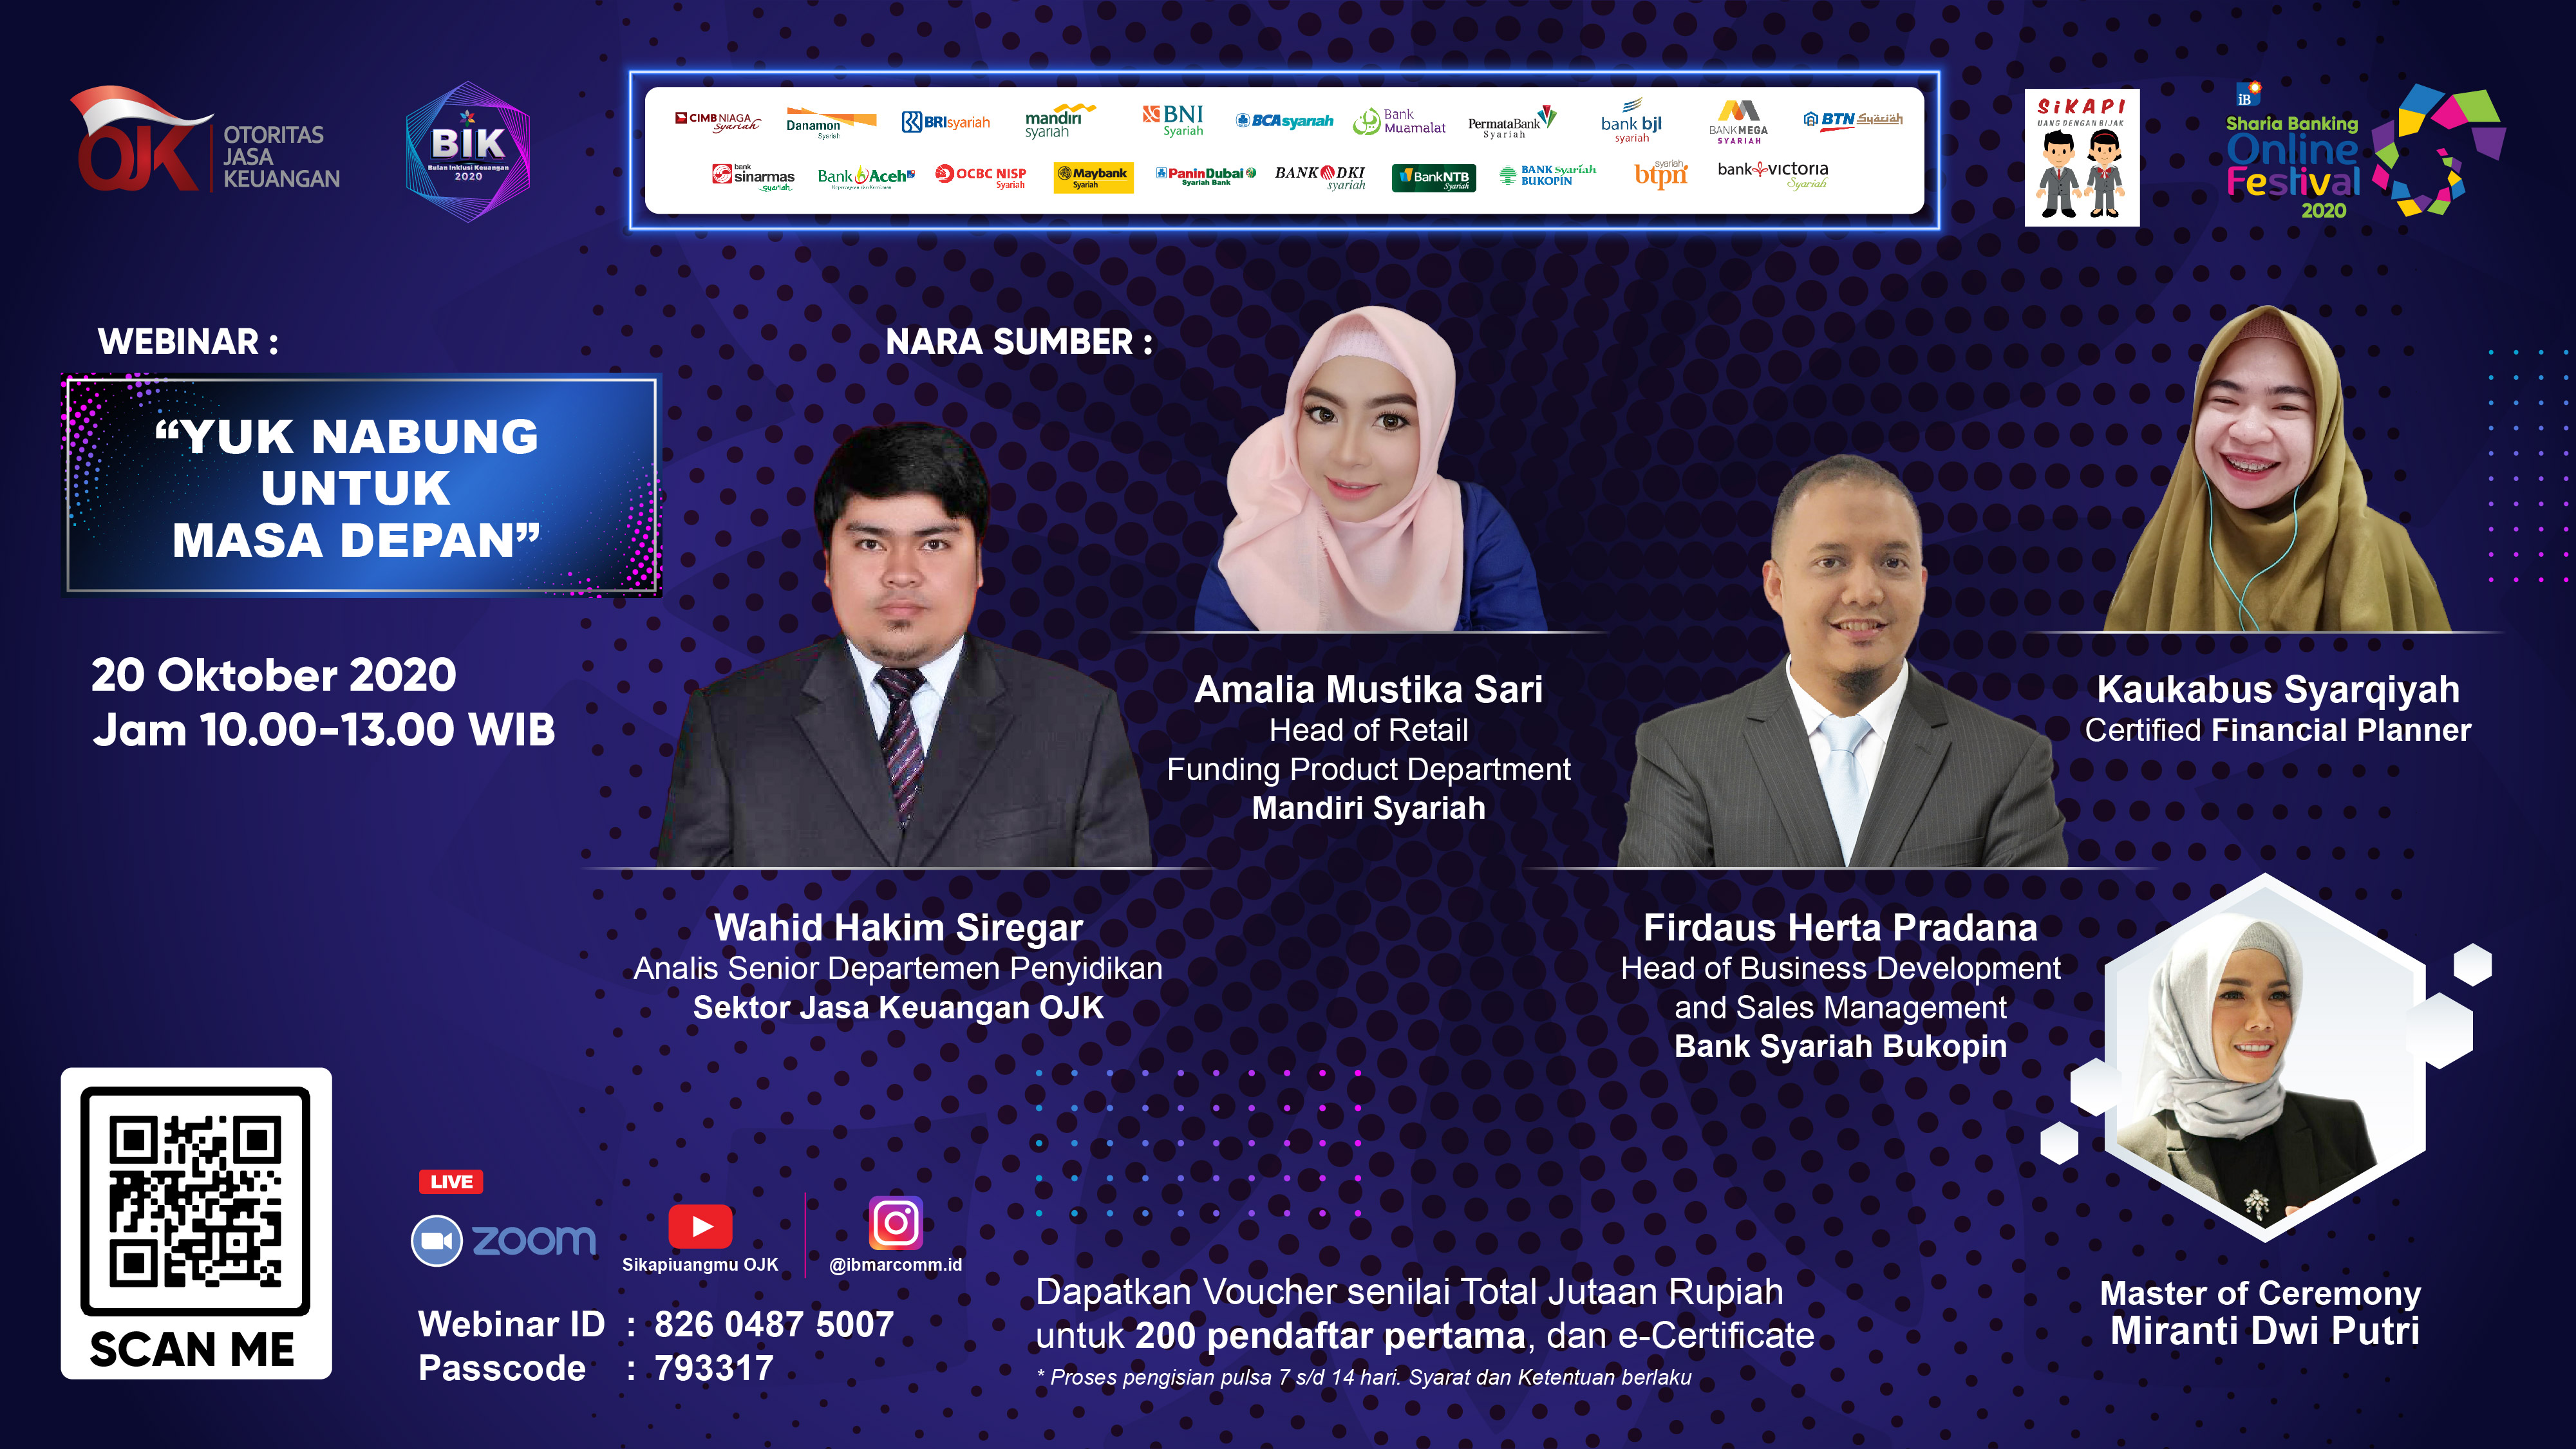 OJK
OTORITAS
JASA
KEUANGAN
BIK
Bulan Inklusi Keuangan
2020
CIMB NIAGA
Syariah
Danamon
Syariah
BRIsyariah
mandiri
syariah
BNI
Syariah
BCAsyariah
Bank
Muamalat
PermataBank
Syariah
bank bjb
syariah
BANK MEGA
SYARIAH
BTN Syariah
bank
sinarmas
syariah
Bank Aceh
OCBC NISP
Syariah
Maybank
Syariah
PaninDubai
Syariah Bank
BANK DKI
syariah
BankNTB
Syariah
BANK Syariah
BUKOPIN
syariah
btpn
bank victoria
Syariah
SiKAPI
UANG DENGAN BIJAK
iB
Sharia Banking
Online
Festival
2020
WEBINAR :
“YUK NABUNG
UNTUK
MASA DEPAN”
20 Oktober 2020
Jam 10.00-13.00 WIB
NARA SUMBER :
Wahid Hakim Siregar
Analis Senior Departemen Penyidikan
Sektor Jasa Keuangan OJK
Amalia Mustika Sari
Head of Retail
Funding Product Department
Mandiri Syariah
Firdaus Herta Pradana
Head of Business Development
and Sales Management
Bank Syariah Bukopin
Kaukabus Syarqiyah
Certified Financial Planner
Master of Ceremony
Miranti Dwi Putri
SCAN ME
LIVE
zoom
Sikapiuangmu OJK
@ibmarcomm.id
Webinar ID : 826 0487 5007
Passcode : 793317
Dapatkan Voucher senilai Total Jutaan Rupiah
untuk 200 pendaftar pertama, dan e-Certificate
* Proses pengisian pulsa 7 s/d 14 hari. Syarat dan Ketentuan berlaku